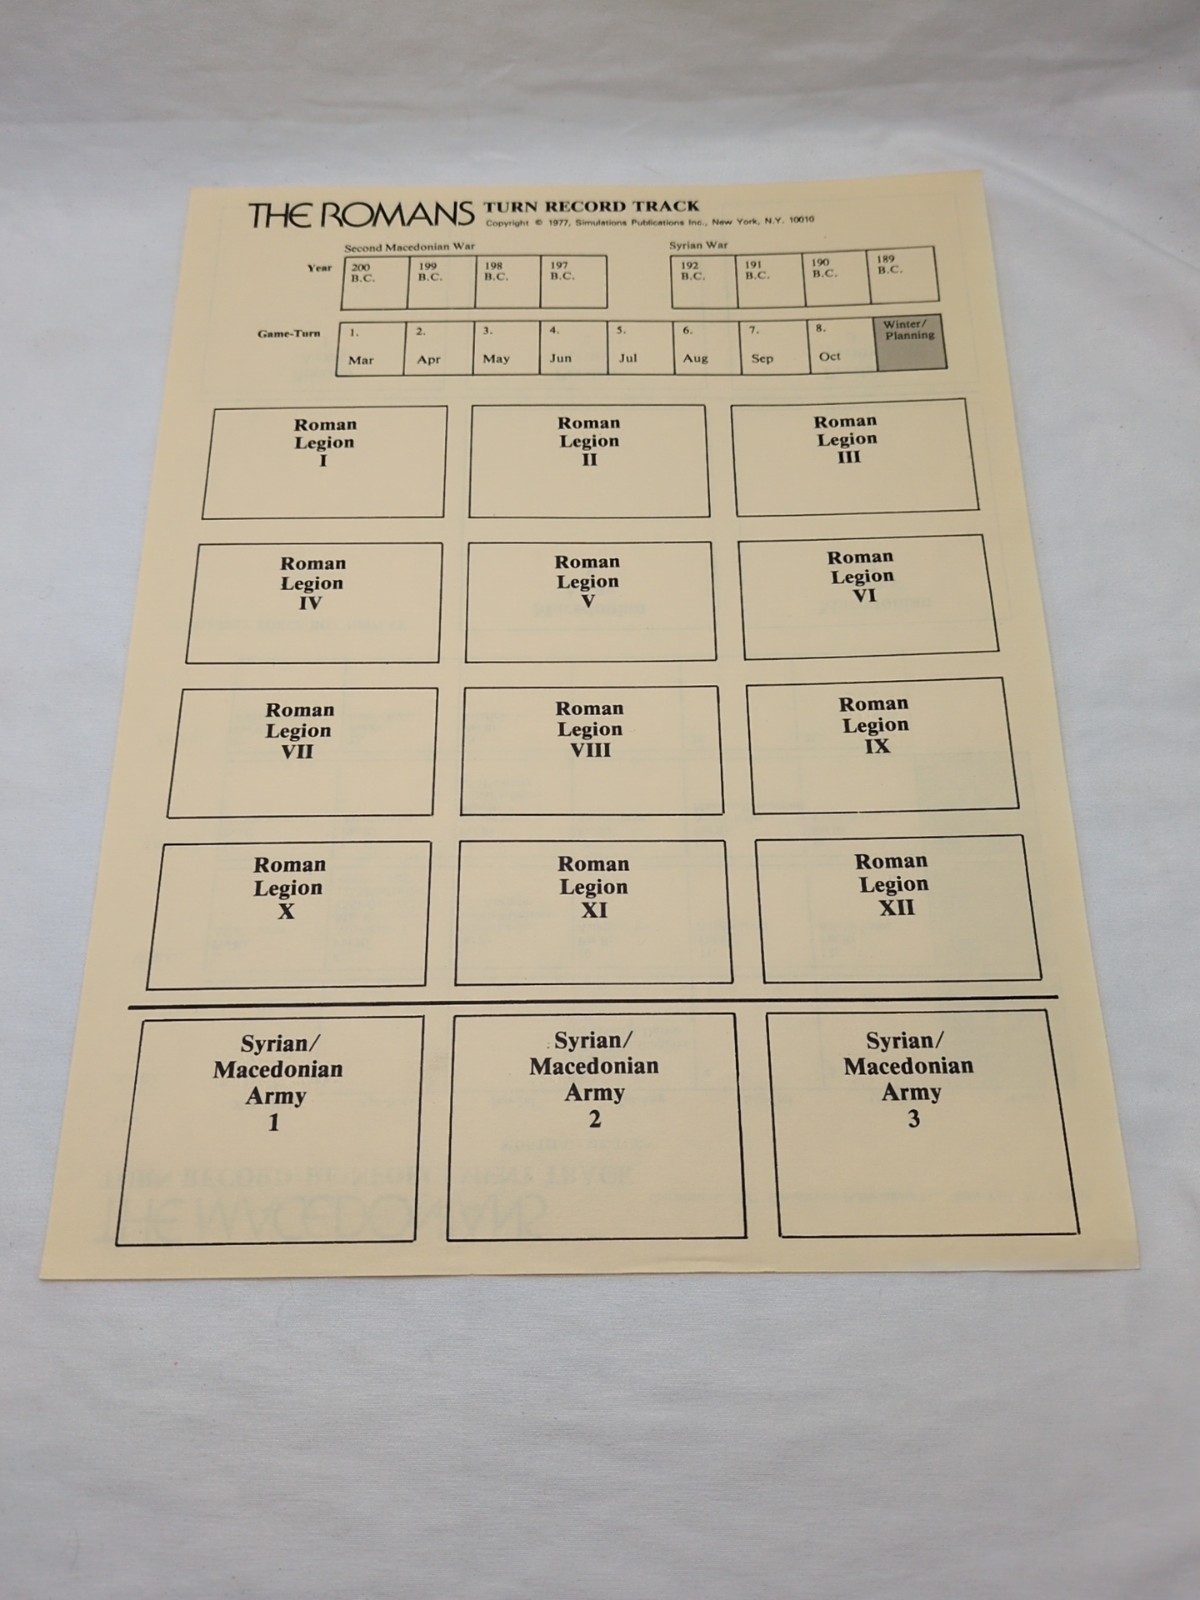 THE ROMANS TURN RECORD TRACK
Copyright © 1977, Simulations Publications Inc., New York, N.Y. 10010
Second Macedonian War
Syrian War
Year
200 B.C.
199 B.C.
198 B.C.
197 B.C.
192 B.C.
191 B.C.
190 B.C.
189 B.C.
Game-Turn
1. Mar
2. Apr
3. May
4. Jun
5. Jul
6. Aug
7. Sep
8. Oct
Winter/
Planning
Roman
Legion
I
Roman
Legion
II
Roman
Legion
III
Roman
Legion
IV
Roman
Legion
V
Roman
Legion
VI
Roman
Legion
VII
Roman
Legion
VIII
Roman
Legion
IX
Roman
Legion
X
Roman
Legion
XI
Roman
Legion
XII
Syrian/
Macedonian
Army
1
Syrian/
Macedonian
Army
2
Syrian/
Macedonian
Army
3
THE MACEDONIANS